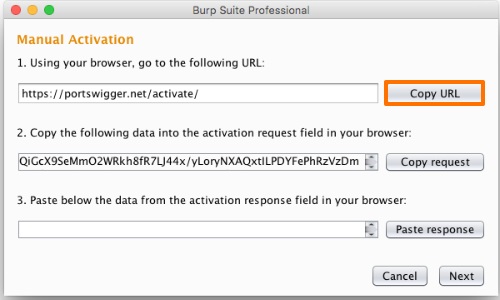 Burp Suite Professional
Manual Activation
1. Using your browser, go to the following URL:
https://portswigger.net/activate/
Copy URL
2. Copy the following data into the activation request field in your browser:
QiGcX9SeMmO2WRkh8fR7LJ44x/yLoryNXAQxtILPDYFePhRzVzDm
Copy request
3. Paste below the data from the activation response field in your browser:
Paste response
Cancel
Next